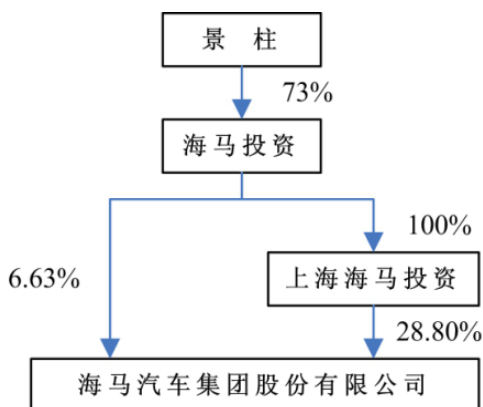 景 柱
73%
海马投资
100%
6.63%
上海海马投资
28.80%
海马汽车集团股份有限公司